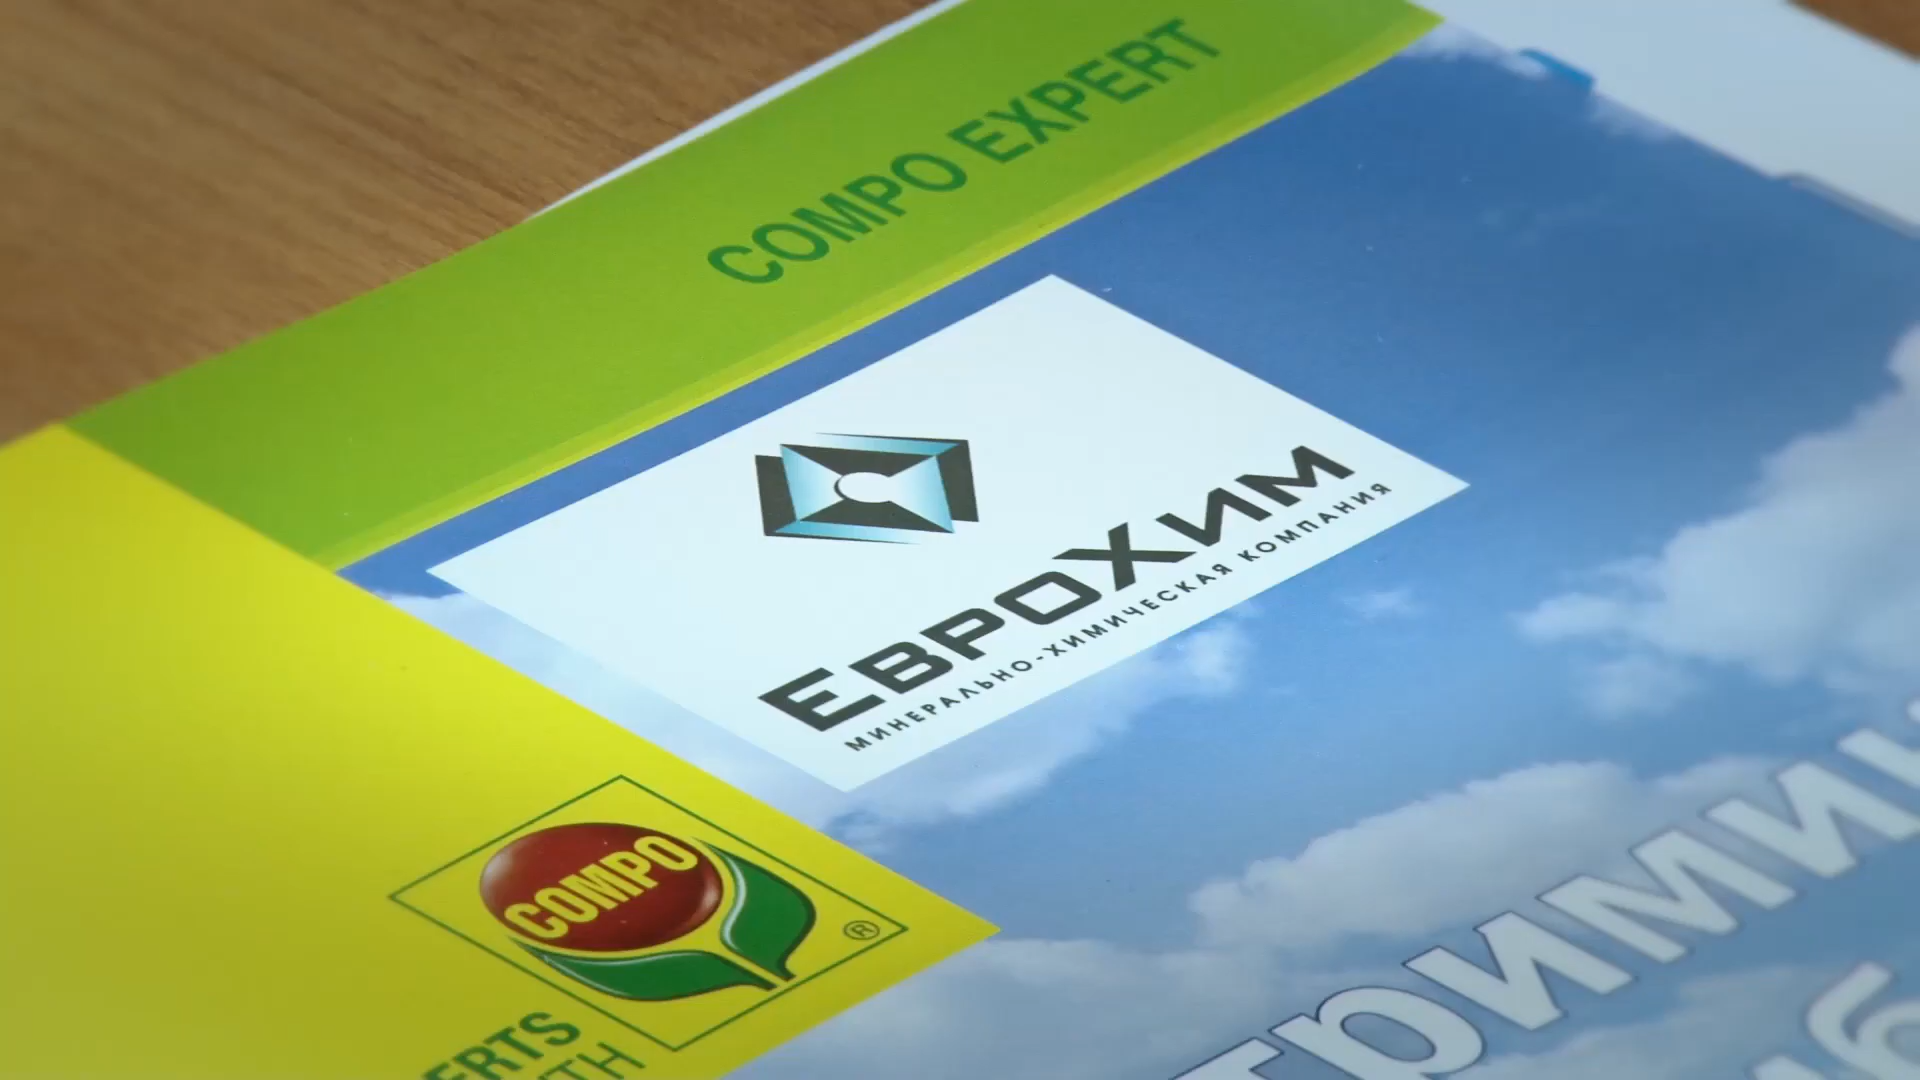 COMPO EXPERT
ЕВРОХИМ
МИНЕРАЛЬНО-ХИМИЧЕСКАЯ КОМПАНИЯ
COMPO
®